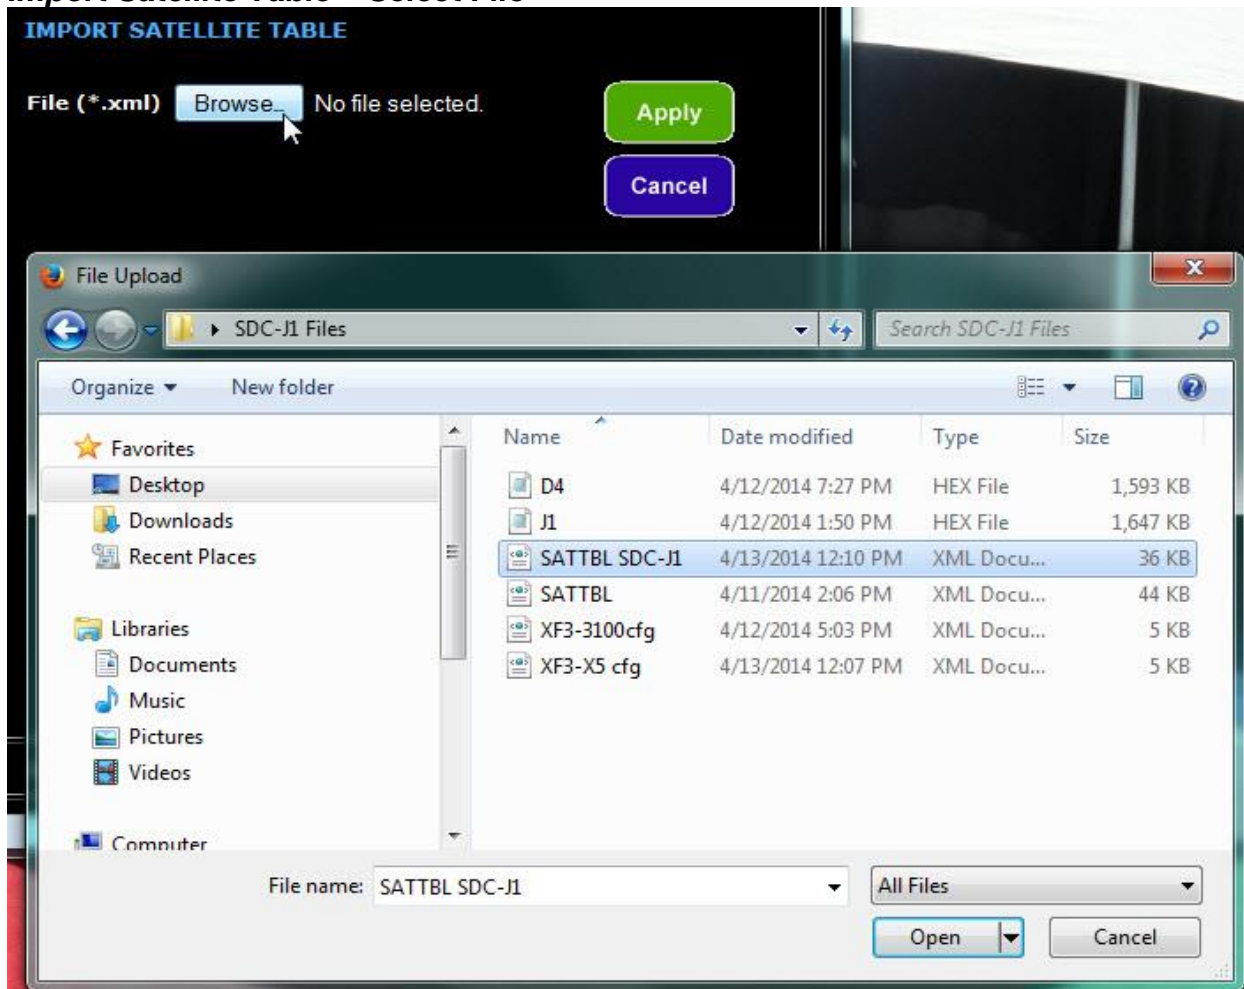 Import Satellite Table – Select File
IMPORT SATELLITE TABLE
File (*.xml) Browse… No file selected.
Apply
Cancel
File Upload
SDC-J1 Files
Search SDC-J1 Files
Organize New folder
Name Date modified Type Size
Favorites
Desktop
Downloads
Recent Places
Libraries
Documents
Music
Pictures
Videos
Computer
D4 4/12/2014 7:27 PM HEX File 1,593 KB
J1 4/12/2014 1:50 PM HEX File 1,647 KB
SATTBL SDC-J1 4/13/2014 12:10 PM XML Docu... 36 KB
SATTBL 4/11/2014 2:06 PM XML Docu... 44 KB
XF3-3100cfg 4/12/2014 5:03 PM XML Docu... 5 KB
XF3-X5 cfg 4/13/2014 12:07 PM XML Docu... 5 KB
File name: SATTBL SDC-J1 All Files
Open Cancel